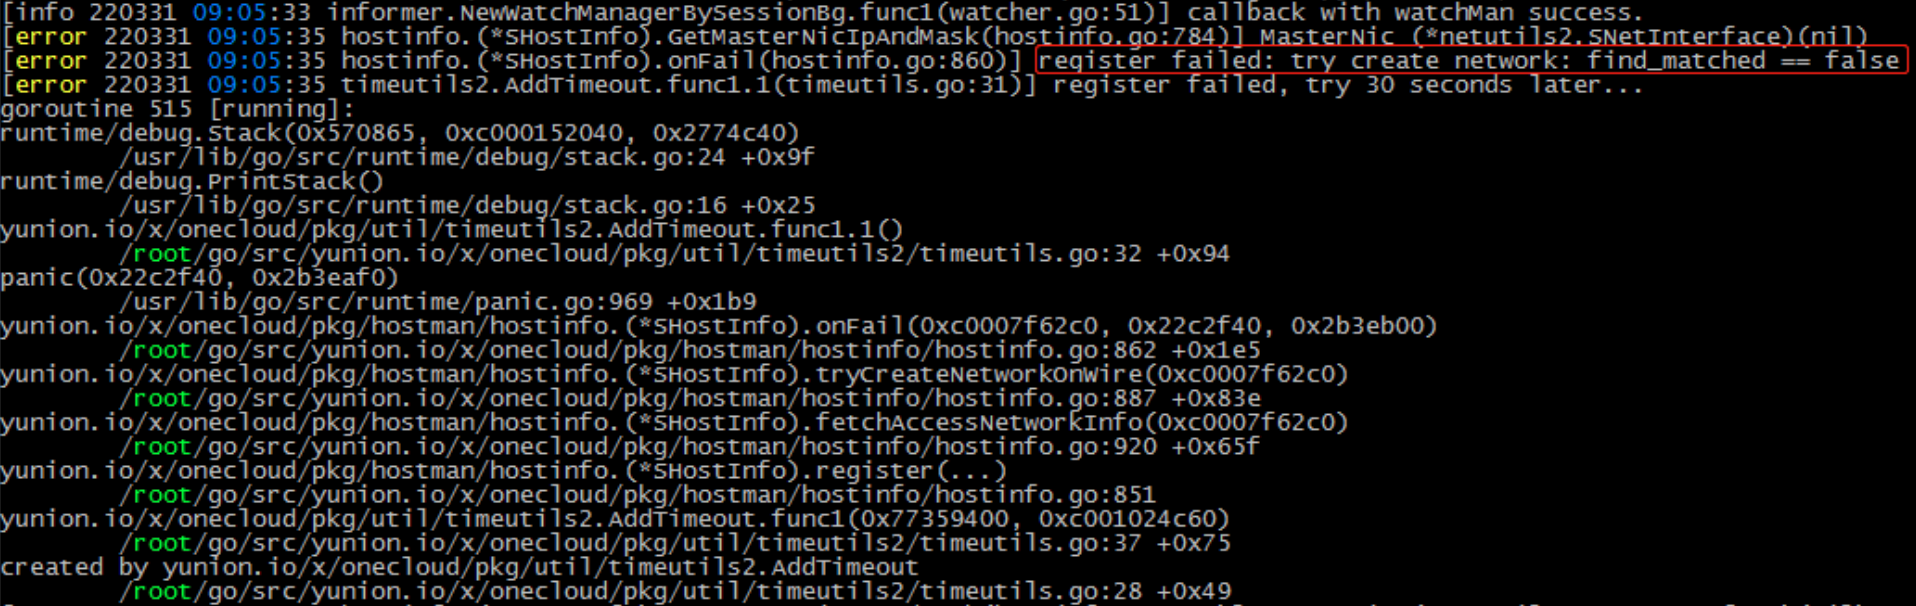 [info 220331 09:05:33 informer.NewWatchManagerBySessionBg.func1(watcher.go:51)] callback with watchMan success.
[error 220331 09:05:35 hostinfo.(*SHostInfo).GetMasterNicIpAndMask(hostinfo.go:784)] MasterNic (*netutils2.SNetInterface)(nil)
[error 220331 09:05:35 hostinfo.(*SHostInfo).onFail(hostinfo.go:860)] register failed: try create network: find_matched == false
[error 220331 09:05:35 timeutils2.AddTimeout.func1.1(timeutils.go:31)] register failed, try 30 seconds later...
goroutine 515 [running]:
runtime/debug.Stack(0x570865, 0xc000152040, 0x2774c40)
/usr/lib/go/src/runtime/debug/stack.go:24 +0x9f
runtime/debug.PrintStack()
/usr/lib/go/src/runtime/debug/stack.go:16 +0x25
yunion.io/x/onecloud/pkg/util/timeutils2.AddTimeout.func1.1()
/root/go/src/yunion.io/x/onecloud/pkg/util/timeutils2/timeutils.go:32 +0x94
panic(0x22c2f40, 0x2b3eaf0)
/usr/lib/go/src/runtime/panic.go:969 +0x1b9
yunion.io/x/onecloud/pkg/hostman/hostinfo.(*SHostInfo).onFail(0xc0007f62c0, 0x22c2f40, 0x2b3eb00)
/root/go/src/yunion.io/x/onecloud/pkg/hostman/hostinfo/hostinfo.go:862 +0x1e5
yunion.io/x/onecloud/pkg/hostman/hostinfo.(*SHostInfo).tryCreateNetworkOnWire(0xc0007f62c0)
/root/go/src/yunion.io/x/onecloud/pkg/hostman/hostinfo/hostinfo.go:887 +0x83e
yunion.io/x/onecloud/pkg/hostman/hostinfo.(*SHostInfo).fetchAccessNetworkInfo(0xc0007f62c0)
/root/go/src/yunion.io/x/onecloud/pkg/hostman/hostinfo/hostinfo.go:920 +0x65f
yunion.io/x/onecloud/pkg/hostman/hostinfo.(*SHostInfo).register(...)
/root/go/src/yunion.io/x/onecloud/pkg/hostman/hostinfo/hostinfo.go:851
yunion.io/x/onecloud/pkg/util/timeutils2.AddTimeout.func1(0x77359400, 0xc001024c60)
/root/go/src/yunion.io/x/onecloud/pkg/util/timeutils2/timeutils.go:37 +0x75
created by yunion.io/x/onecloud/pkg/util/timeutils2.AddTimeout
/root/go/src/yunion.io/x/onecloud/pkg/util/timeutils2/timeutils.go:28 +0x49